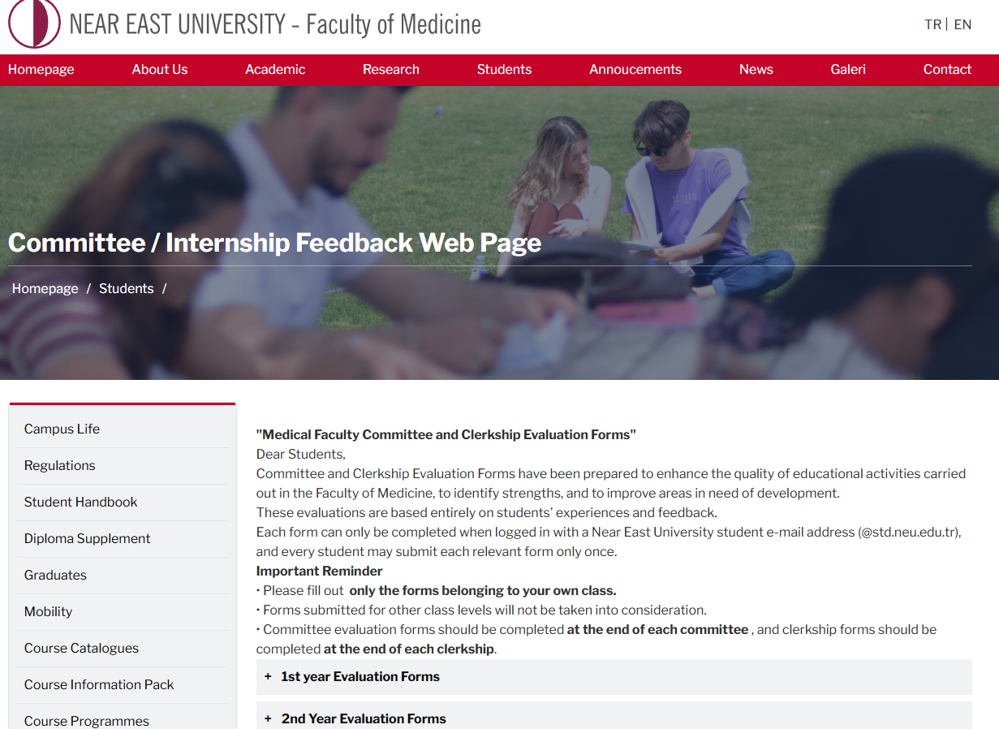 NEAR EAST UNIVERSITY - Faculty of Medicine
TR | EN
Homepage About Us Academic Research Students Annoucements News Galeri Contact
Committee / Internship Feedback Web Page
Homepage / Students /
Campus Life
Regulations
Student Handbook
Diploma Supplement
Graduates
Mobility
Course Catalogues
Course Information Pack
Course Programmes
"Medical Faculty Committee and Clerkship Evaluation Forms"
Dear Students,
Committee and Clerkship Evaluation Forms have been prepared to enhance the quality of educational activities carried
out in the Faculty of Medicine, to identify strengths, and to improve areas in need of development.
These evaluations are based entirely on students’ experiences and feedback.
Each form can only be completed when logged in with a Near East University student e-mail address (@std.neu.edu.tr),
and every student may submit each relevant form only once.
Important Reminder
• Please fill out only the forms belonging to your own class.
• Forms submitted for other class levels will not be taken into consideration.
• Committee evaluation forms should be completed at the end of each committee , and clerkship forms should be
completed at the end of each clerkship.
+ 1st year Evaluation Forms
+ 2nd Year Evaluation Forms